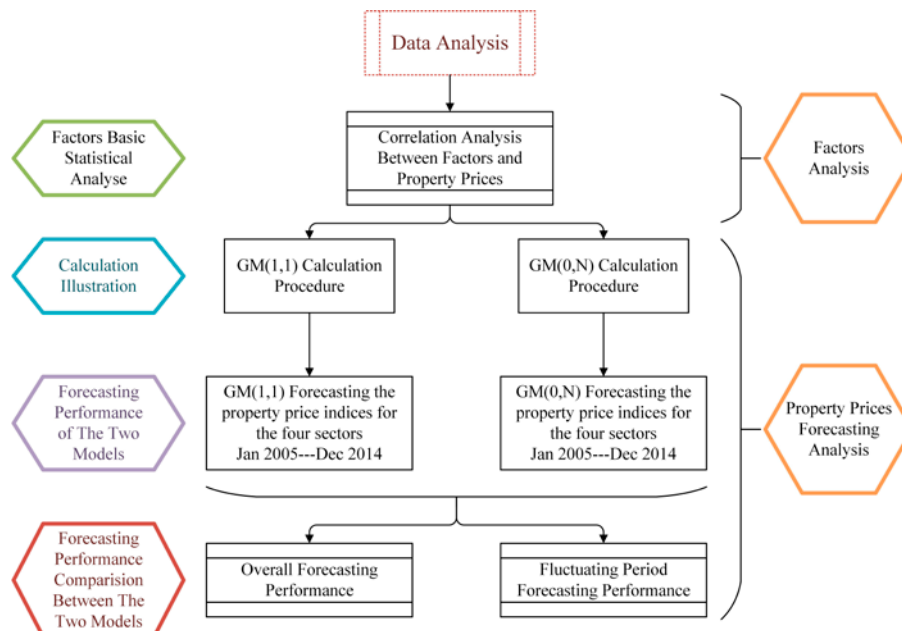 Data Analysis
Factors Basic
Statistical
Analyse
Correlation Analysis
Between Factors and
Property Prices
Factors
Analysis
Calculation
Illustration
GM(1,1) Calculation
Procedure
GM(0,N) Calculation
Procedure
Forecasting
Performance
of The Two
Models
GM(1,1) Forecasting the
property price indices for
the four sectors
Jan 2005---Dec 2014
GM(0,N) Forecasting the
property price indices for
the four sectors
Jan 2005---Dec 2014
Property Prices
Forecasting
Analysis
Forecasting
Performance
Comparision
Between The
Two Models
Overall Forecasting
Performance
Fluctuating Period
Forecasting Performance